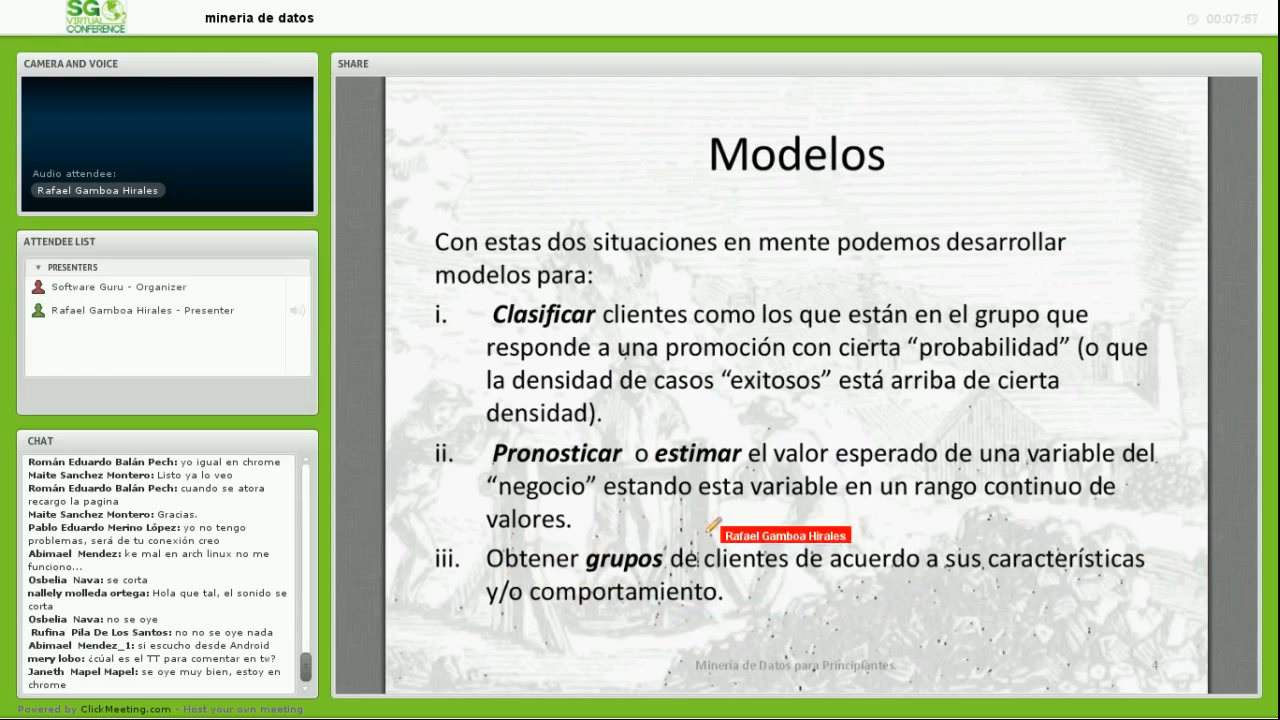 SG
VIRTUAL
CONFERENCE
mineria de datos
00:07:57
CAMERA AND VOICE
Audio attendee:
Rafael Gamboa Hirales
ATTENDEE LIST
PRESENTERS
Software Guru - Organizer
Rafael Gamboa Hirales - Presenter
CHAT
Román Eduardo Balán Pech: yo igual en chrome
Maite Sanchez Montero: Listo ya lo veo
Román Eduardo Balán Pech: cuando se atora
recargo la pagina
Maite Sanchez Montero: Gracias.
Pablo Eduardo Merino López: yo no tengo
problemas, será de tu conexión creo
Abimael Mendez: ke mal en arch linux no me
funciono...
Osbelia Nava: se corta
nallely molleda ortega: Hola que tal, el sonido se
corta
Osbelia Nava: no se oye
Rufina Pila De Los Santos: no no se oye nada
Abimael Mendez_1: si escucho desde Android
mery lobo: ¿cúal es el TT para comentar en tw?
Janeth Mapel Mapel: se oye muy bien, estoy en
chrome
SHARE
Modelos
Con estas dos situaciones en mente podemos desarrollar
modelos para:
i. Clasificar clientes como los que están en el grupo que
responde a una promoción con cierta “probabilidad” (o que
la densidad de casos “exitosos” está arriba de cierta
densidad).
ii. Pronosticar o estimar el valor esperado de una variable del
“negocio” estando esta variable en un rango continuo de
valores.
Rafael Gamboa Hirales
iii. Obtener grupos de clientes de acuerdo a sus características
y/o comportamiento.
Mineria de Datos para Principiantes. 4
Powered by ClickMeeting.com - Host your own meeting